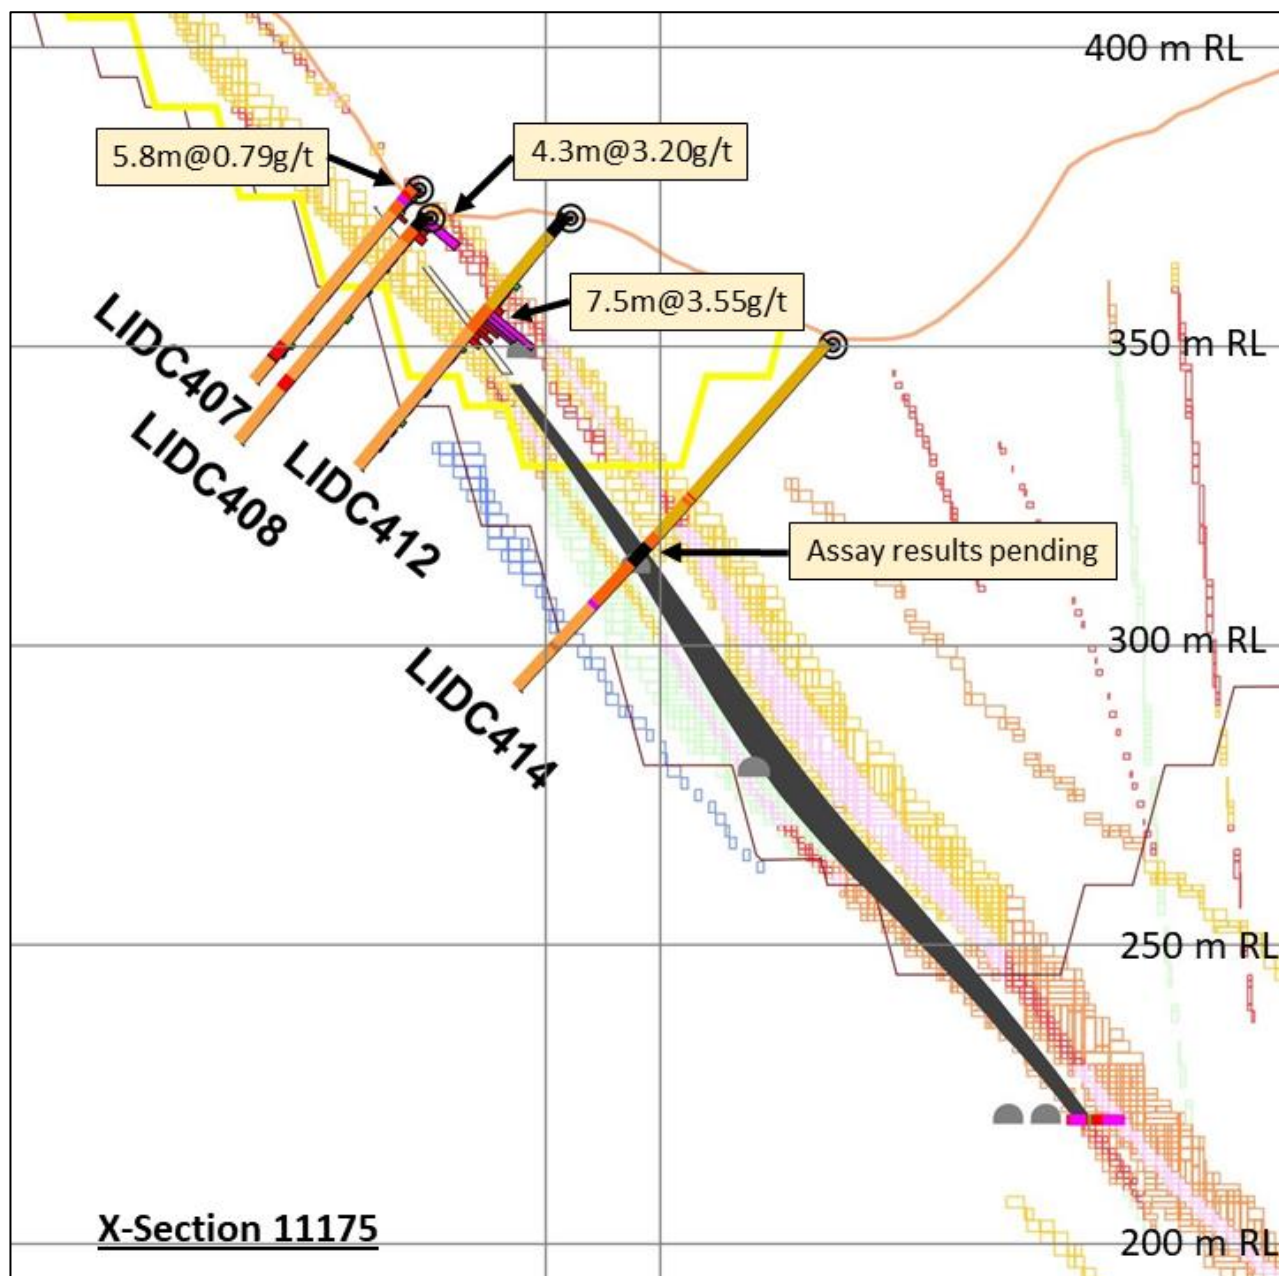 400 m RL
5.8m@0.79g/t
4.3m@3.20g/t
7.5m@3.55g/t
350 m RL
LIDC407
LIDC408
LIDC412
Assay results pending
300 m RL
LIDC414
250 m RL
X-Section 11175
200 m RL